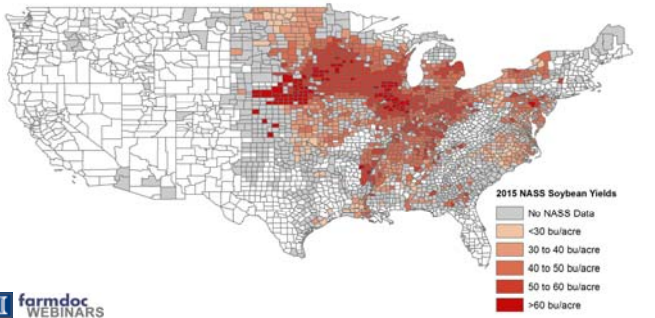 2015 NASS Soybean Yields
No NASS Data
<30 bu/acre
30 to 40 bu/acre
40 to 50 bu/acre
50 to 60 bu/acre
>60 bu/acre
I farmdoc
WEBINARS